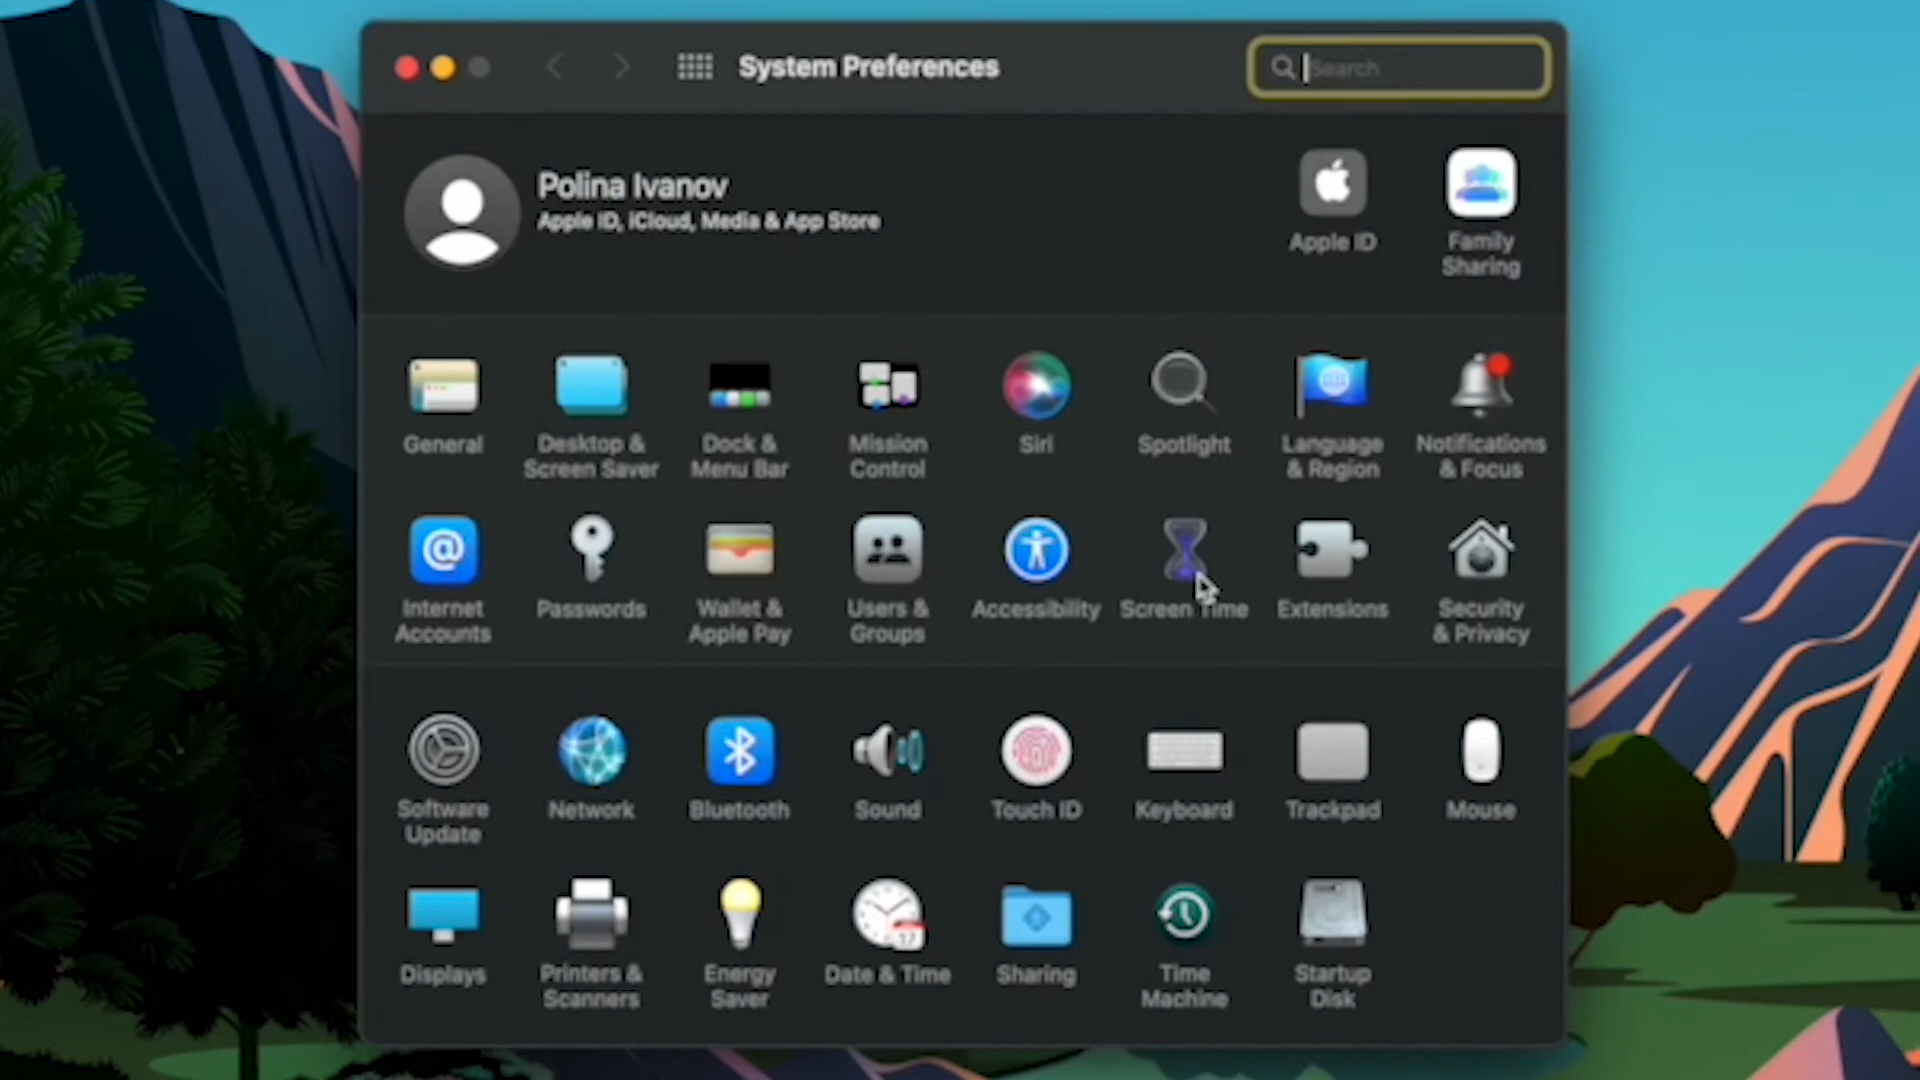 System Preferences
Search
Polina Ivanov
Apple ID, iCloud, Media & App Store
Apple ID
Family
Sharing
General
Desktop &
Screen Saver
Dock &
Menu Bar
Mission
Control
Siri
Spotlight
Language
& Region
Notifications
& Focus
@
Internet
Accounts
Passwords
Wallet &
Apple Pay
Users &
Groups
Accessibility
Screen Time
Extensions
Security
& Privacy
Software
Update
Network
Bluetooth
Sound
Touch ID
Keyboard
Trackpad
Mouse
Displays
Printers &
Scanners
Energy
Saver
17
Date & Time
Sharing
Time
Machine
Startup
Disk